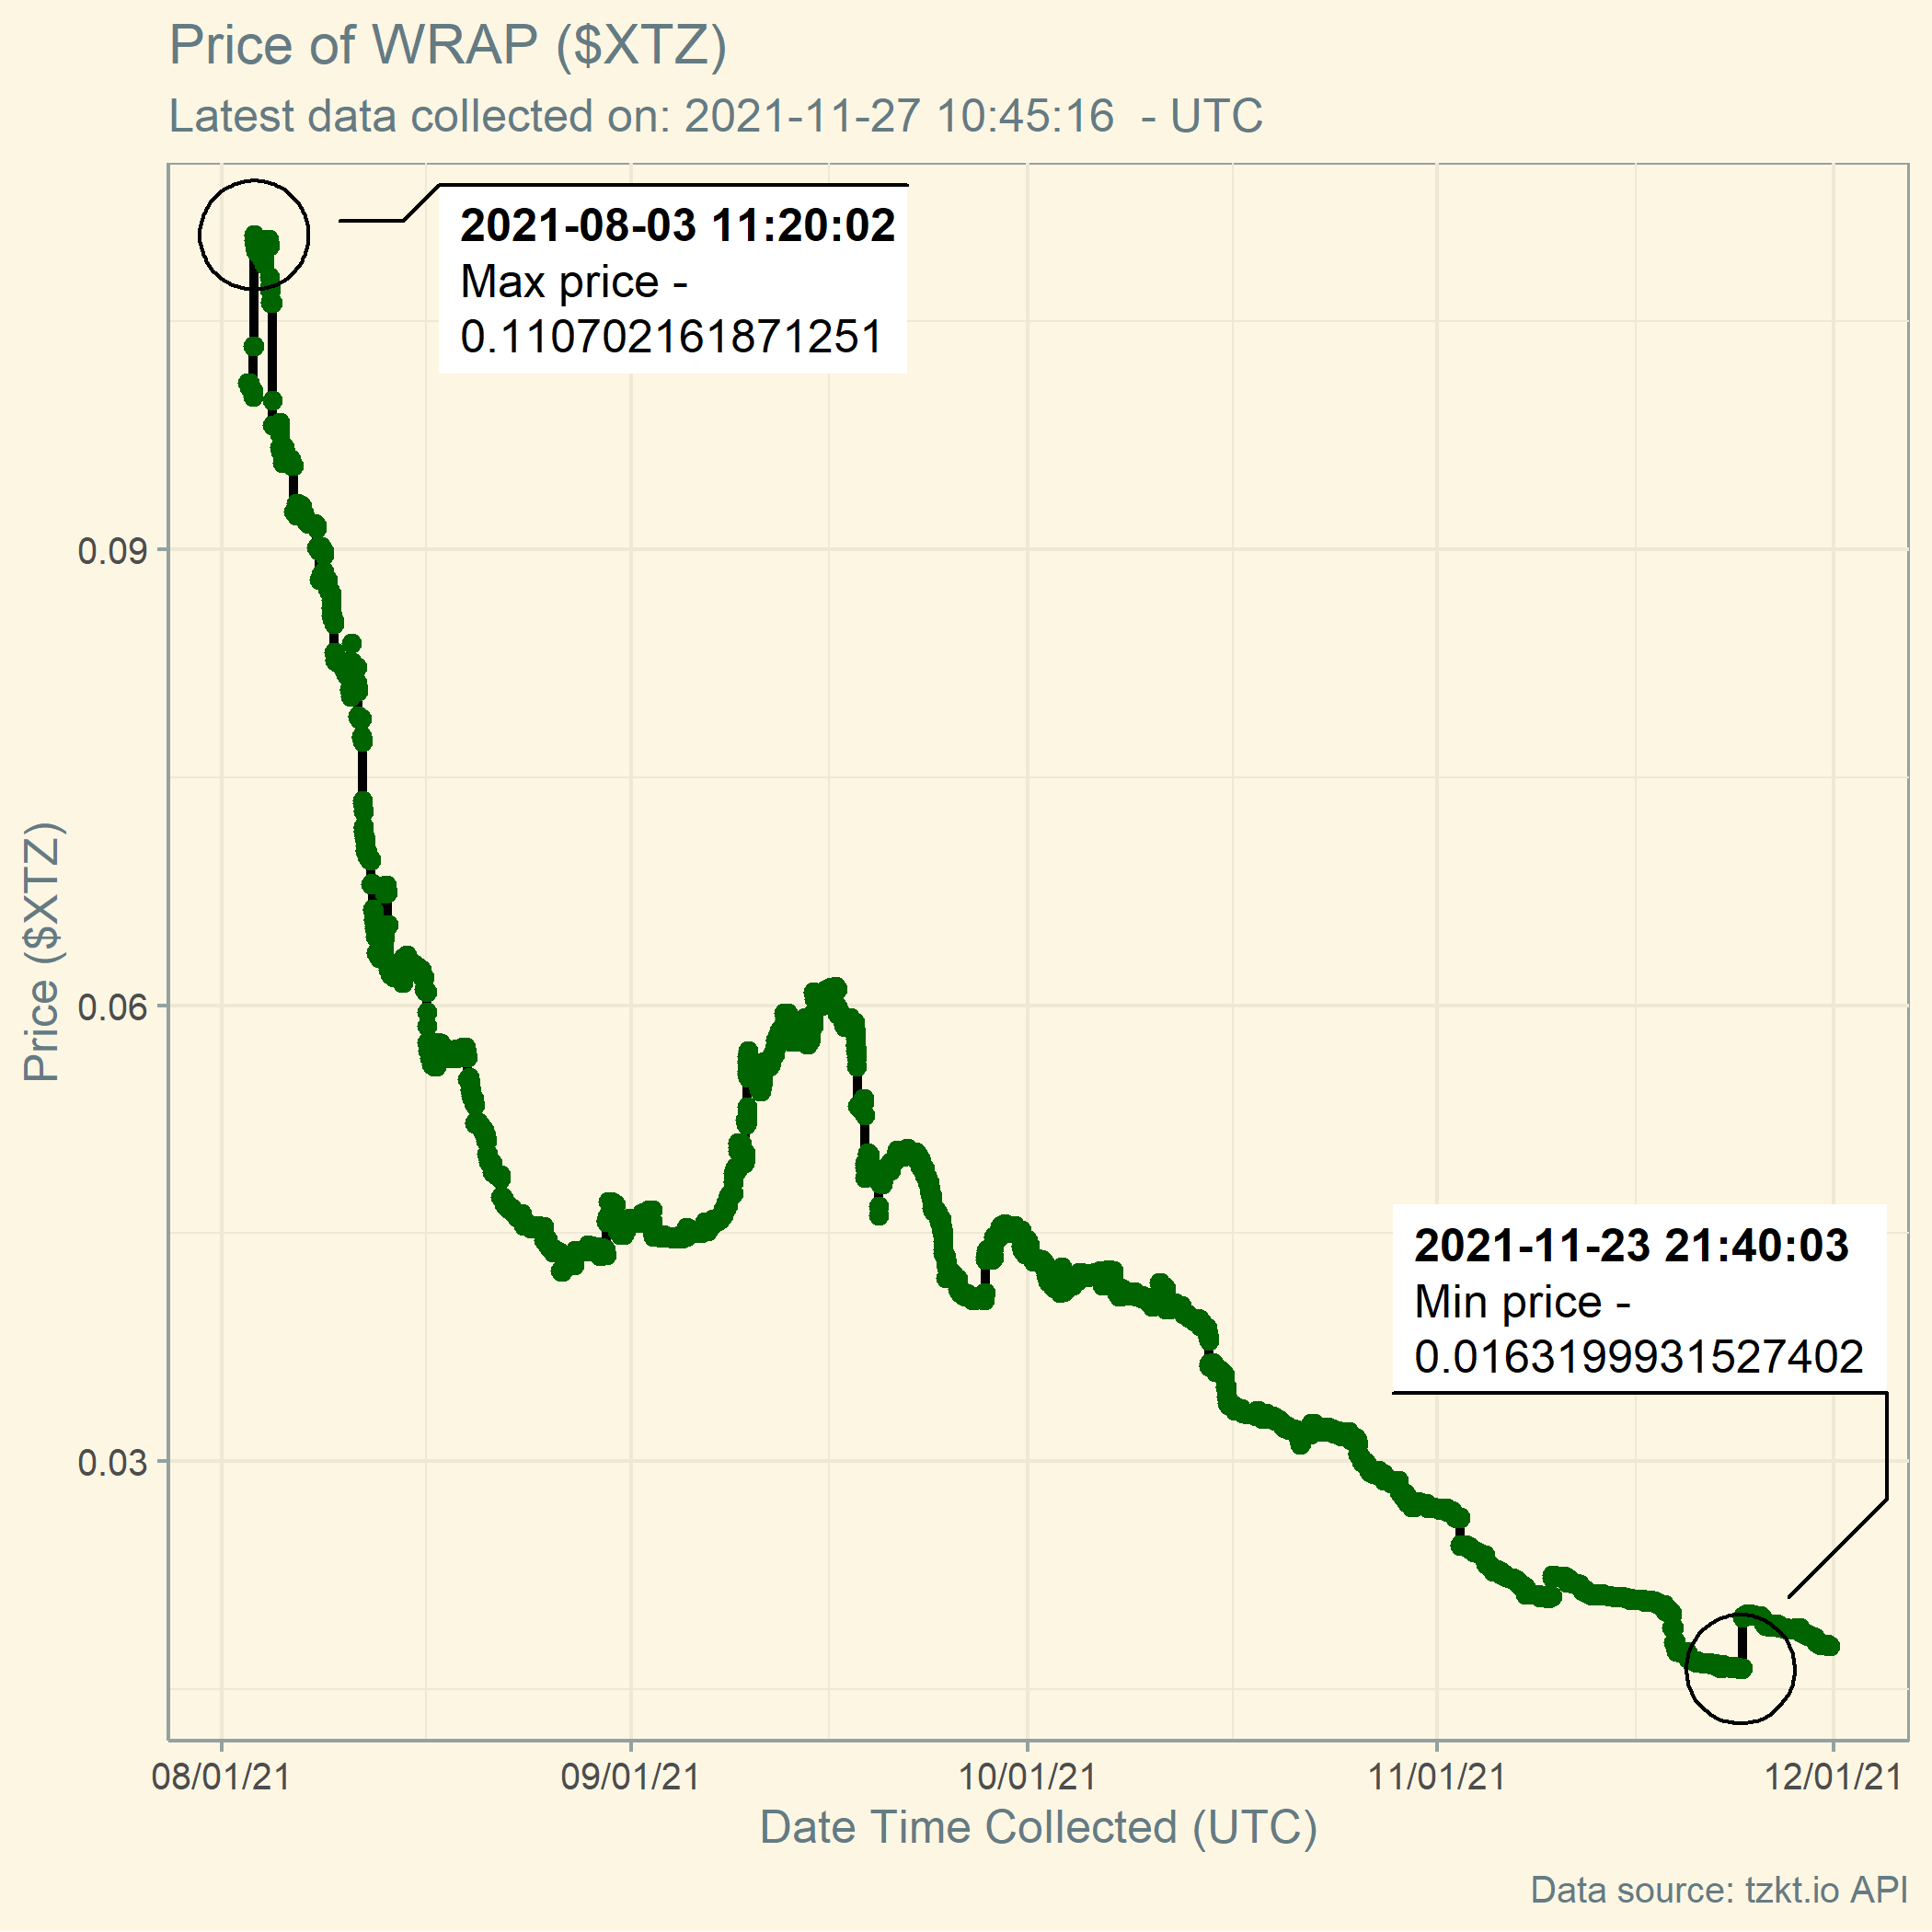 Price of WRAP ($XTZ)
Latest data collected on: 2021-11-27 10:45:16  - UTC
2021-08-03 11:20:02
Max price -
0.110702161871251
0.09
0.06
0.03
Price ($XTZ)
2021-11-23 21:40:03
Min price -
0.0163199931527402
08/01/21
09/01/21
10/01/21
11/01/21
12/01/21
Date Time Collected (UTC)
Data source: tzkt.io API